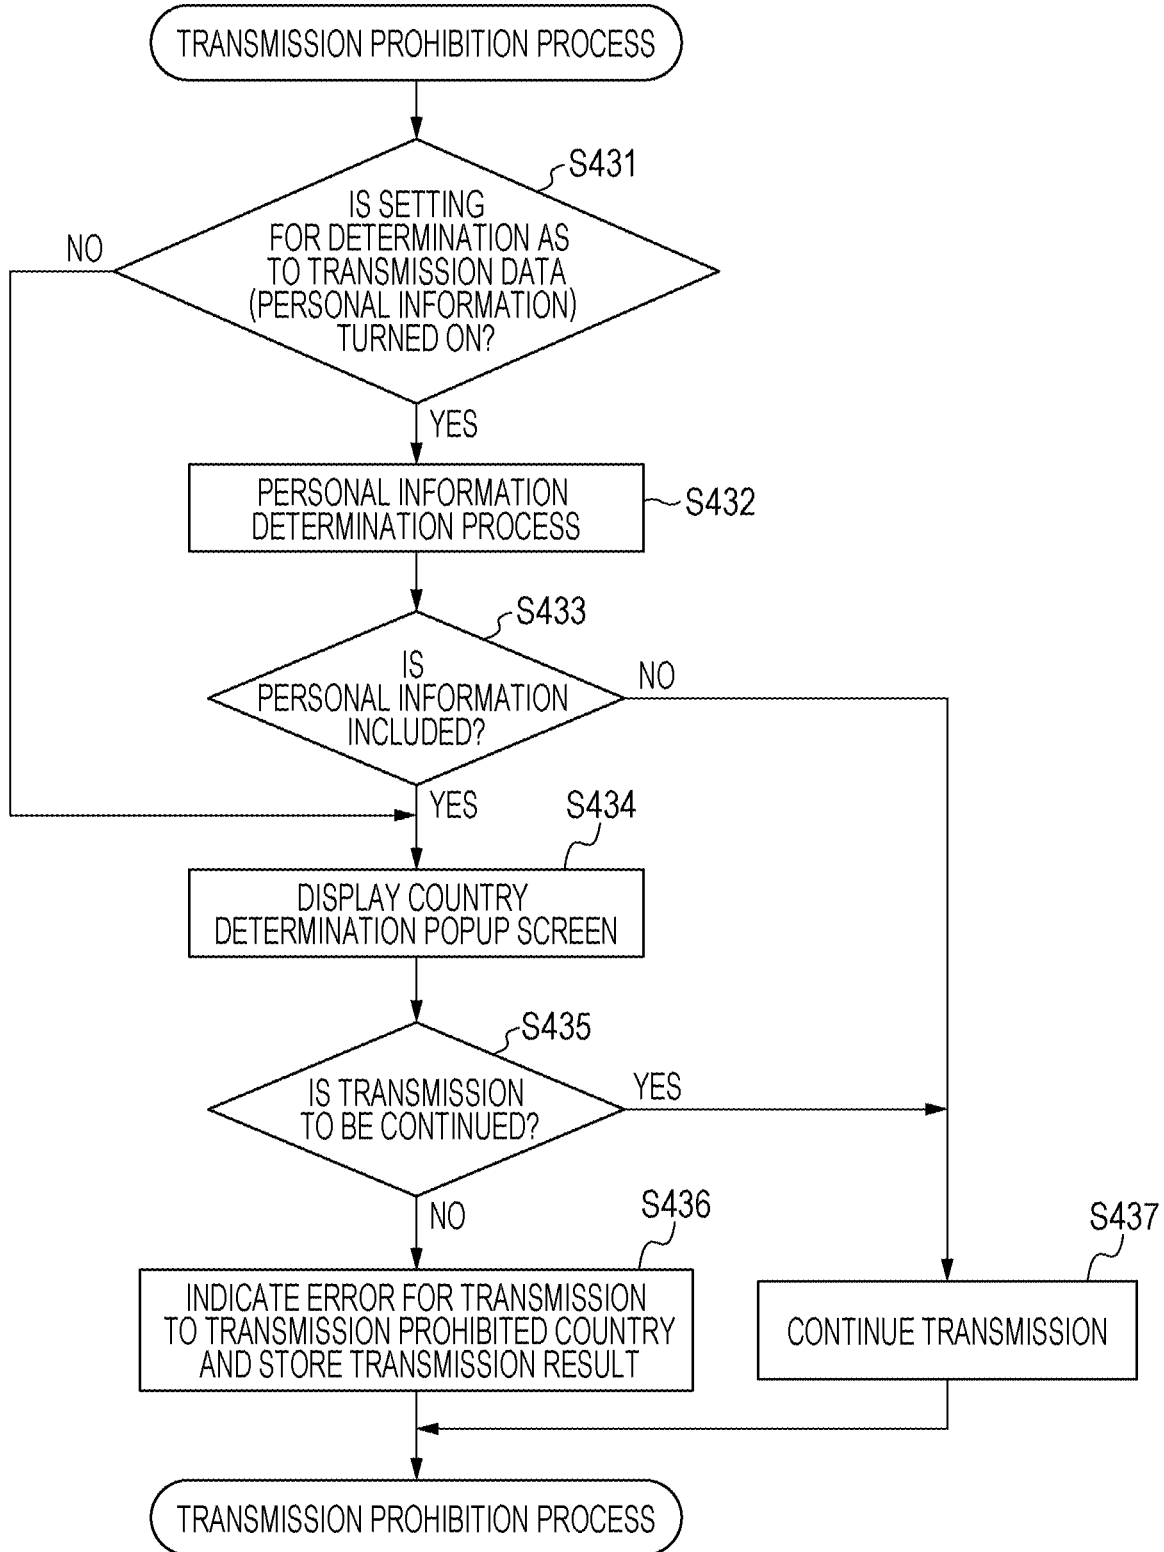 TRANSMISSION PROHIBITION PROCESS
S431
IS SETTING
FOR DETERMINATION AS
TO TRANSMISSION DATA
(PERSONAL INFORMATION)
TURNED ON?
NO
YES
PERSONAL INFORMATION
DETERMINATION PROCESS
S432
S433
IS
PERSONAL INFORMATION
INCLUDED?
NO
YES
S434
DISPLAY COUNTRY
DETERMINATION POPUP SCREEN
S435
IS TRANSMISSION
TO BE CONTINUED?
YES
NO
S436
INDICATE ERROR FOR TRANSMISSION
TO TRANSMISSION PROHIBITED COUNTRY
AND STORE TRANSMISSION RESULT
S437
CONTINUE TRANSMISSION
TRANSMISSION PROHIBITION PROCESS